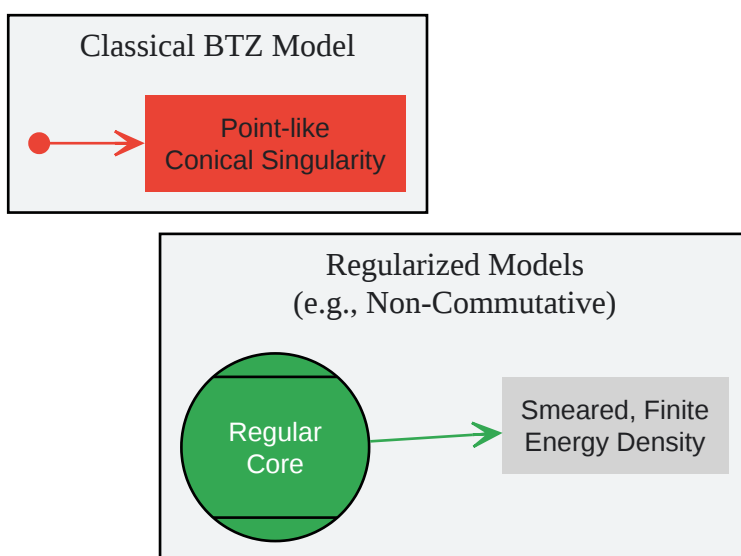 Classical BTZ Model
Point-like
Conical Singularity
Regularized Models
(e.g., Non-Commutative)
Regular
Core
Smeared, Finite
Energy Density